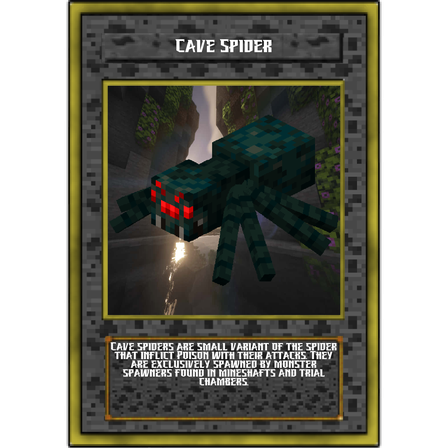 Cave Spider
Cave spiders are small variant of the spider
that inflict poison with their attacks. They
are exclusively spawned by monster
spawners found in mineshafts and trial
chambers.